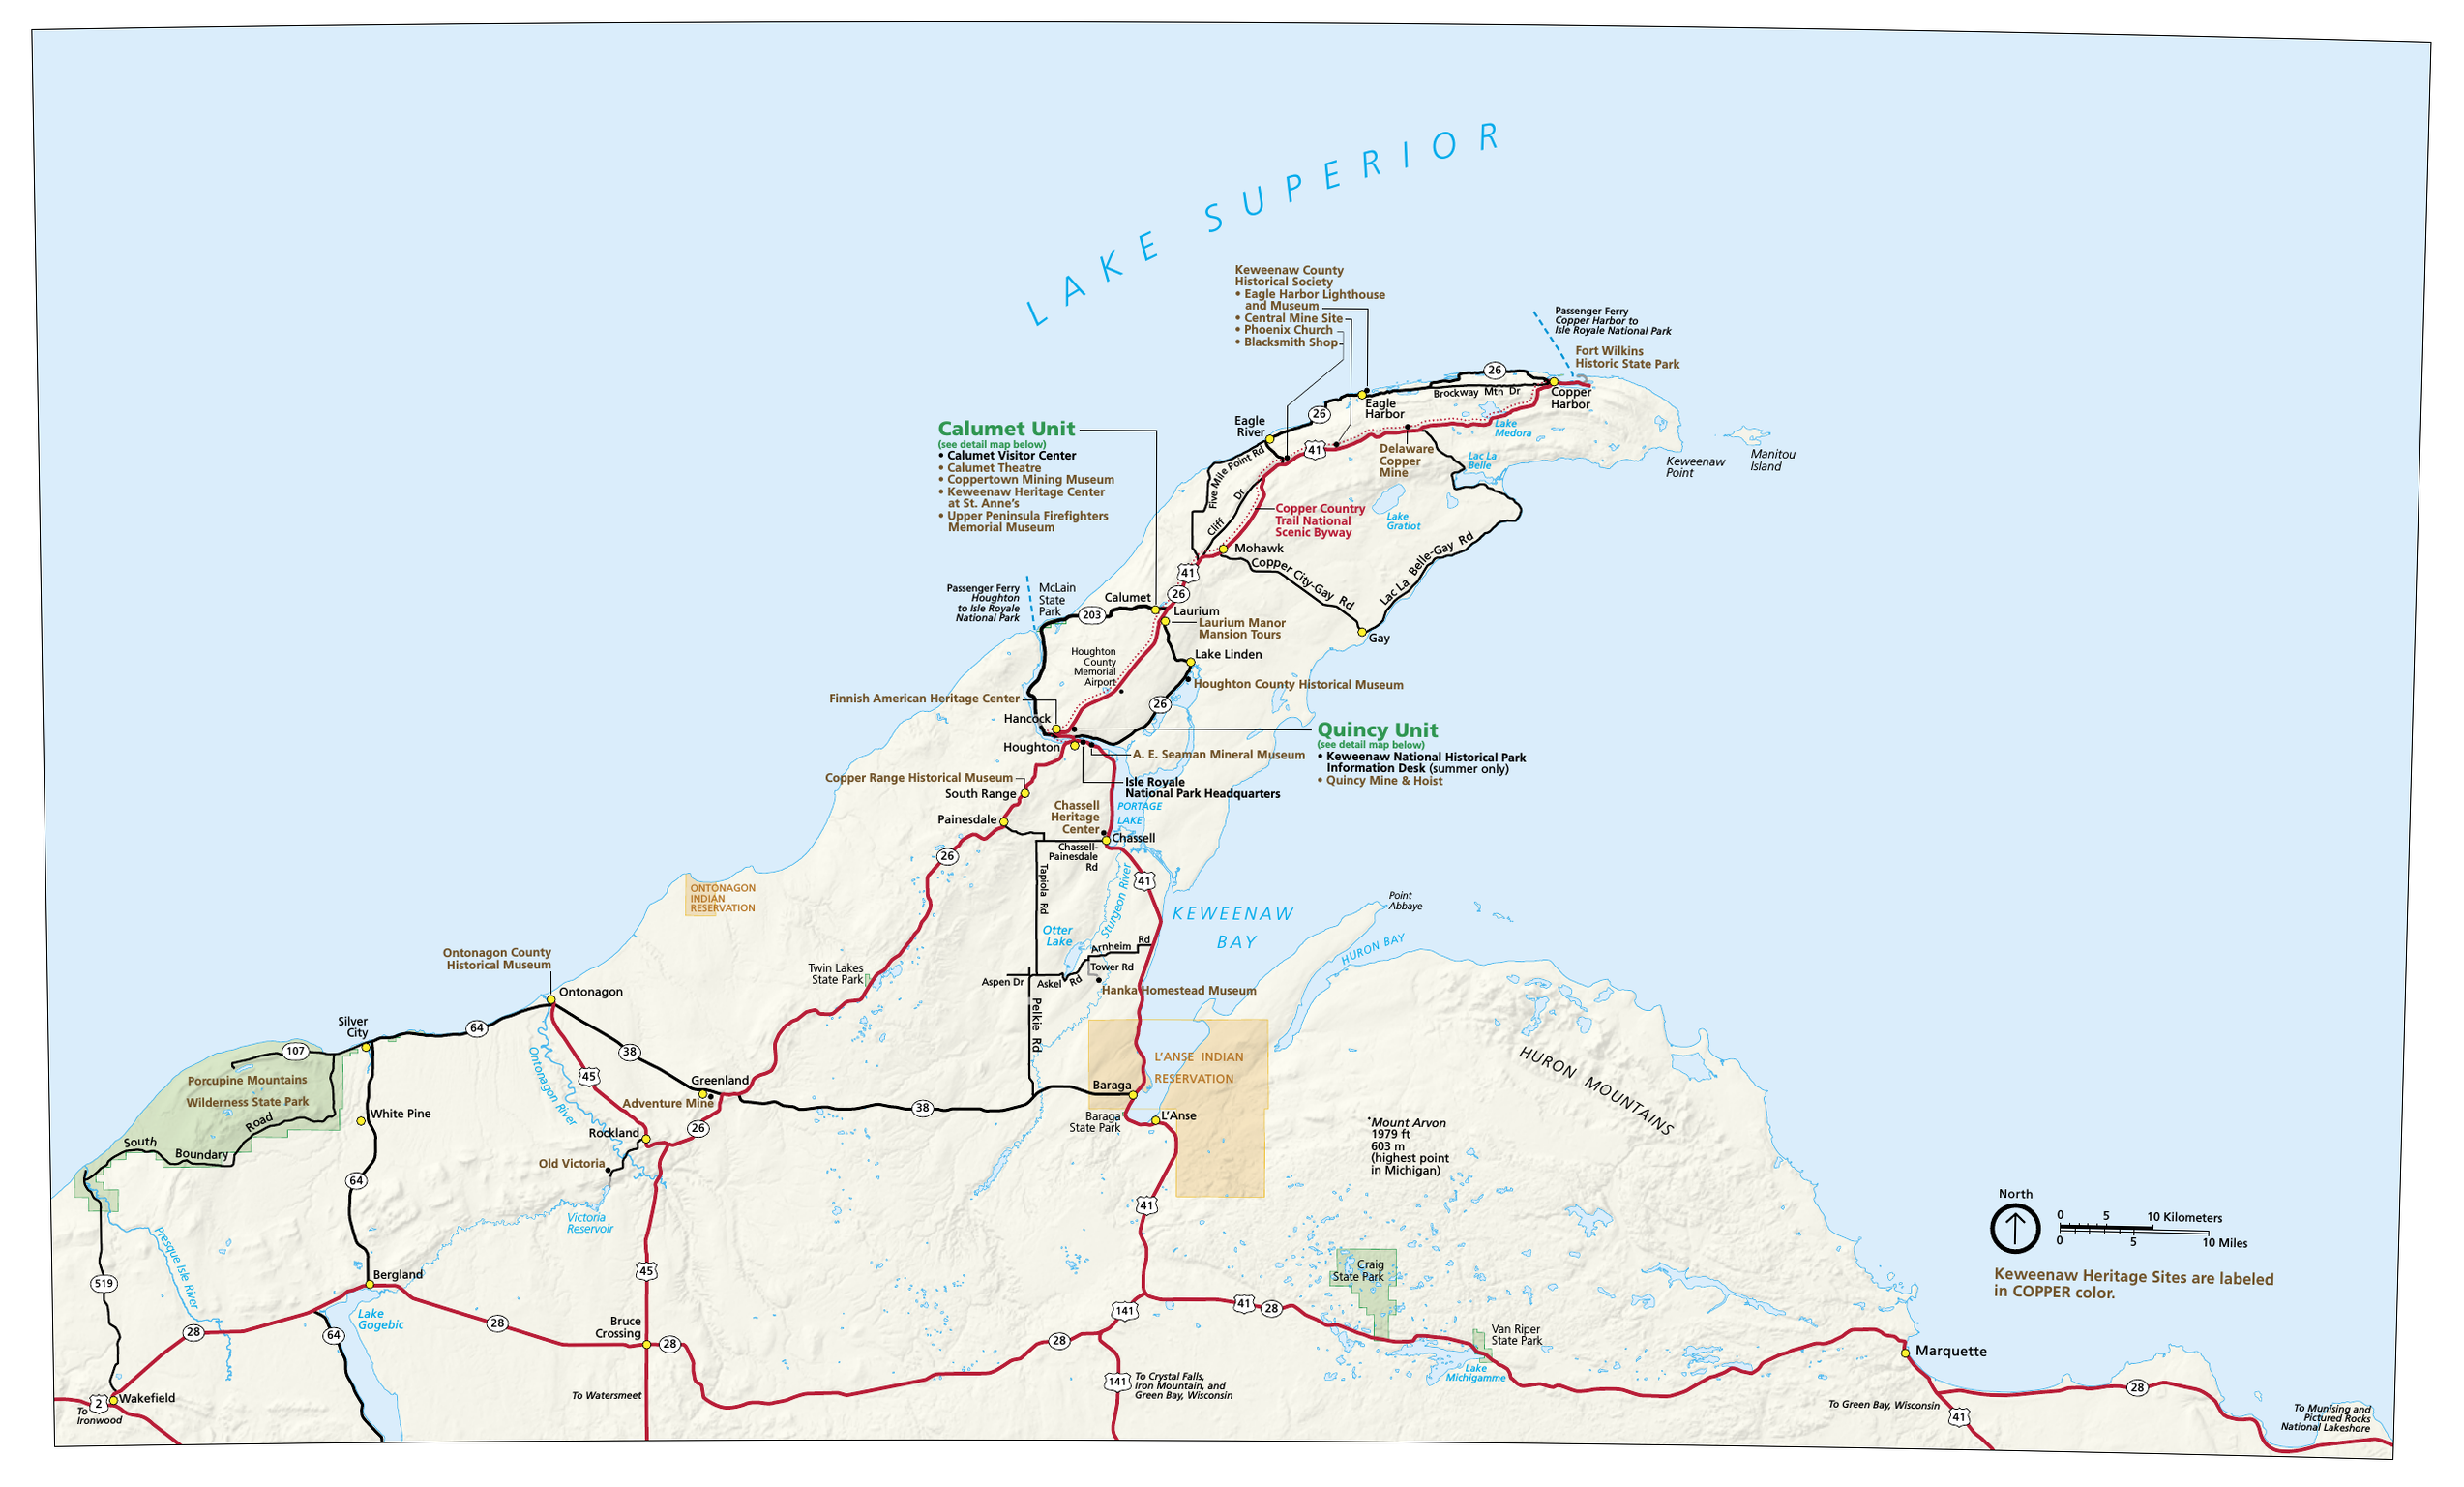 LAKE SUPERIOR
Keweenaw County
Historical Society
• Eagle Harbor Lighthouse
and Museum
• Central Mine Site
• Phoenix Church
• Blacksmith Shop
Passenger Ferry
Copper Harbor to
Isle Royale National Park
Fort Wilkins
Historic State Park
26
Brockway Mtn Dr
Copper
Harbor
Eagle
Harbor
26
Eagle
River
41
Lake
Medora
Delaware
Copper
Mine
Lac La
Belle
Keweenaw
Point
Manitou
Island
Calumet Unit
(see detail map below)
• Calumet Visitor Center
• Calumet Theatre
• Coppertown Mining Museum
• Keweenaw Heritage Center
at St. Anne's
• Upper Peninsula Firefighters
Memorial Museum
Five Mile Point Rd
Cliff Dr
Copper Country
Trail National
Scenic Byway
Lake
Gratiot
Mohawk
Copper City-Gay Rd
Lac La Belle-Gay Rd
Gay
41
26
Passenger Ferry
Houghton
to Isle Royale
National Park
McLain
State
Park
203
Calumet
Laurium
Laurium Manor
Mansion Tours
Houghton
County
Memorial
Airport
Lake Linden
Houghton County Historical Museum
26
Finnish American Heritage Center
Hancock
Houghton
Quincy Unit
(see detail map below)
• Keweenaw National Historical Park
Information Desk (summer only)
• Quincy Mine & Hoist
A. E. Seaman Mineral Museum
Isle Royale
National Park Headquarters
Copper Range Historical Museum
South Range
Painesdale
Chassell
Heritage
Center
PORTAGE
LAKE
Chassell
Chassell-
Painesdale
Rd
26
41
Tapiola Rd
Sturgeon River
Otter
Lake
KEWEENAW
BAY
Point
Abbaye
HURON BAY
Arnheim Rd
Tower Rd
Aspen Dr
Askel Rd
Hanka Homestead Museum
Pelkie Rd
ONTONAGON
INDIAN
RESERVATION
Twin Lakes
State Park
Ontonagon County
Historical Museum
Ontonagon
Silver
City
64
107
38
45
Ontonagon River
Porcupine Mountains
Wilderness State Park
White Pine
South Boundary Road
Greenland
Adventure Mine
38
26
Rockland
Old Victoria
Victoria
Reservoir
64
Baraga
Baraga
State Park
L'Anse
L'ANSE INDIAN
RESERVATION
HURON MOUNTAINS
Mount Arvon
1979 ft
603 m
(highest point
in Michigan)
41
Presque Isle River
519
Bergland
Lake
Gogebic
28
64
28
45
Bruce
Crossing
28
28
141
41
28
Craig
State Park
Van Riper
State Park
Lake
Michigamme
Marquette
Wakefield
2
To
Ironwood
To Watersmeet
141
To Crystal Falls,
Iron Mountain, and
Green Bay, Wisconsin
To Green Bay, Wisconsin
41
28
To Munising and
Pictured Rocks
National Lakeshore
North
0 5 10 Kilometers
0 5 10 Miles
Keweenaw Heritage Sites are labeled
in COPPER color.